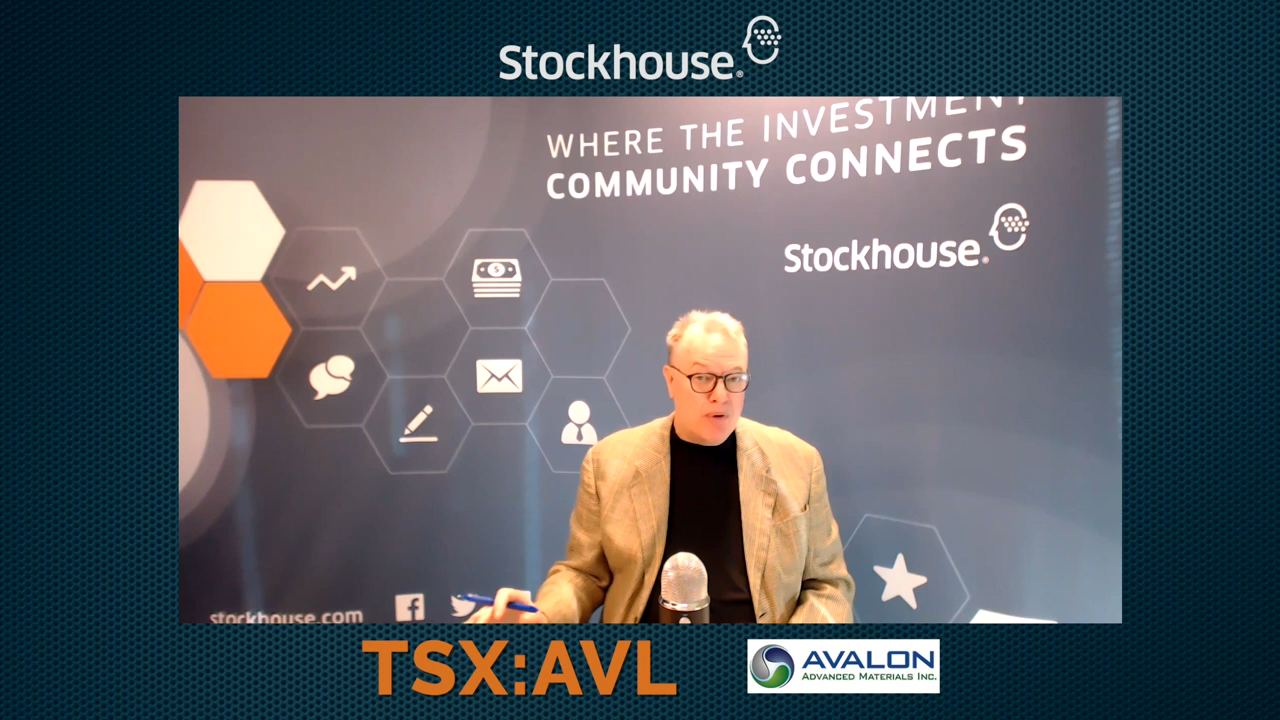 Stockhouse®
WHERE THE INVESTMENT
COMMUNITY CONNECTS
Stockhouse®
stockhouse.com
TSX:AVL
AVALON
ADVANCED MATERIALS INC.